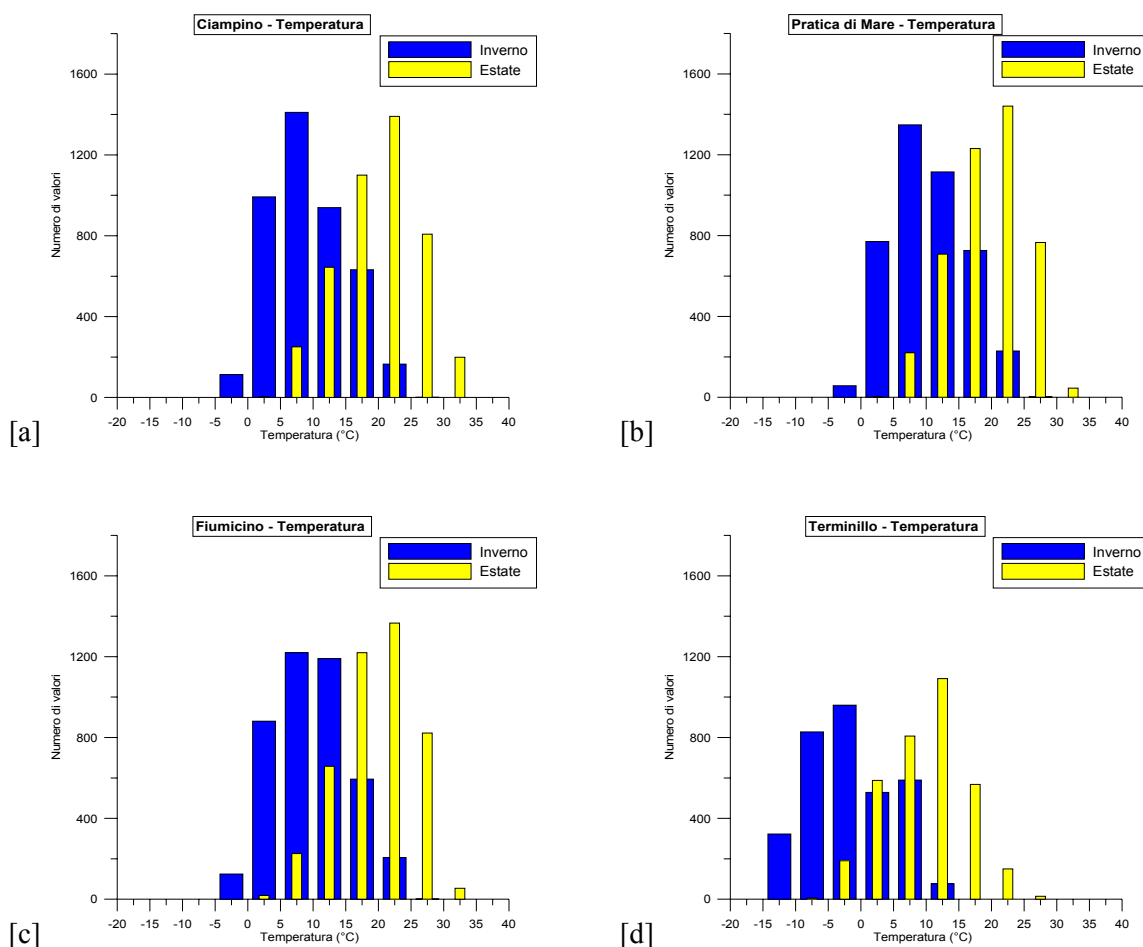 Ciampino - Temperatura
Inverno
Estate
1600
1200
800
400
0
Numero di valori
-20 -15 -10 -5 0 5 10 15 20 25 30 35 40
Temperatura (°C)
[a]
Pratica di Mare - Temperatura
Inverno
Estate
1600
1200
800
400
0
Numero di valori
-20 -15 -10 -5 0 5 10 15 20 25 30 35 40
Temperatura (°C)
[b]
Fiumicino - Temperatura
Inverno
Estate
1600
1200
800
400
0
Numero di valori
-20 -15 -10 -5 0 5 10 15 20 25 30 35 40
Temperatura (°C)
[c]
Terminillo - Temperatura
Inverno
Estate
1600
1200
800
400
0
Numero di valori
-20 -15 -10 -5 0 5 10 15 20 25 30 35 40
Temperatura (°C)
[d]